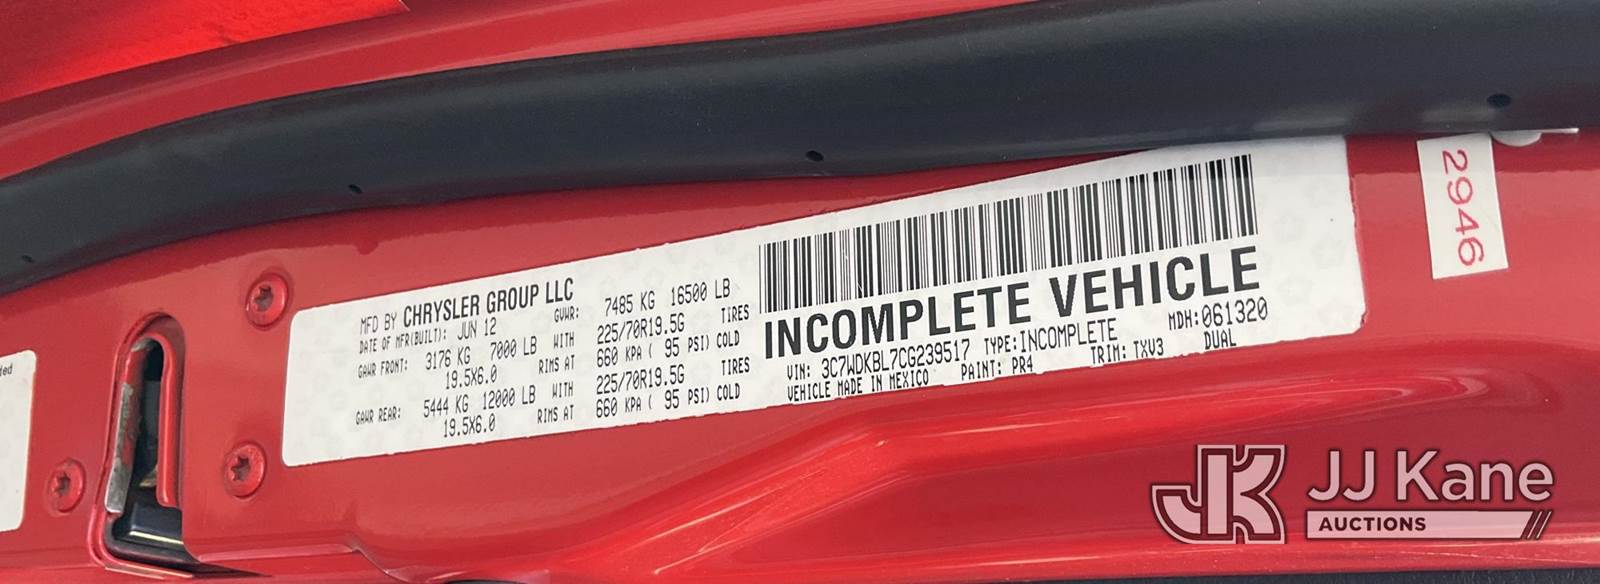 MFD BY CHRYSLER GROUP LLC
DATE OF MFR(BUILT): JUN 12 GVWR: 7485 KG 16500 LB
GAWR FRONT: 3176 KG 7000 LB WITH 225/70R19.5G TIRES
19.5X6.0 RIMS AT 660 KPA ( 95 PSI) COLD
GAWR REAR: 5444 KG 12000 LB WITH 225/70R19.5G TIRES
19.5X6.0 RIMS AT 660 KPA ( 95 PSI) COLD
INCOMPLETE VEHICLE
VIN: 3C7WDKBL7CG239517 TYPE: INCOMPLETE MDH: 061320
VEHICLE MADE IN MEXICO PAINT: PR4 TRIM: TXV3 DUAL
2946
ded
JK JJ Kane
AUCTIONS